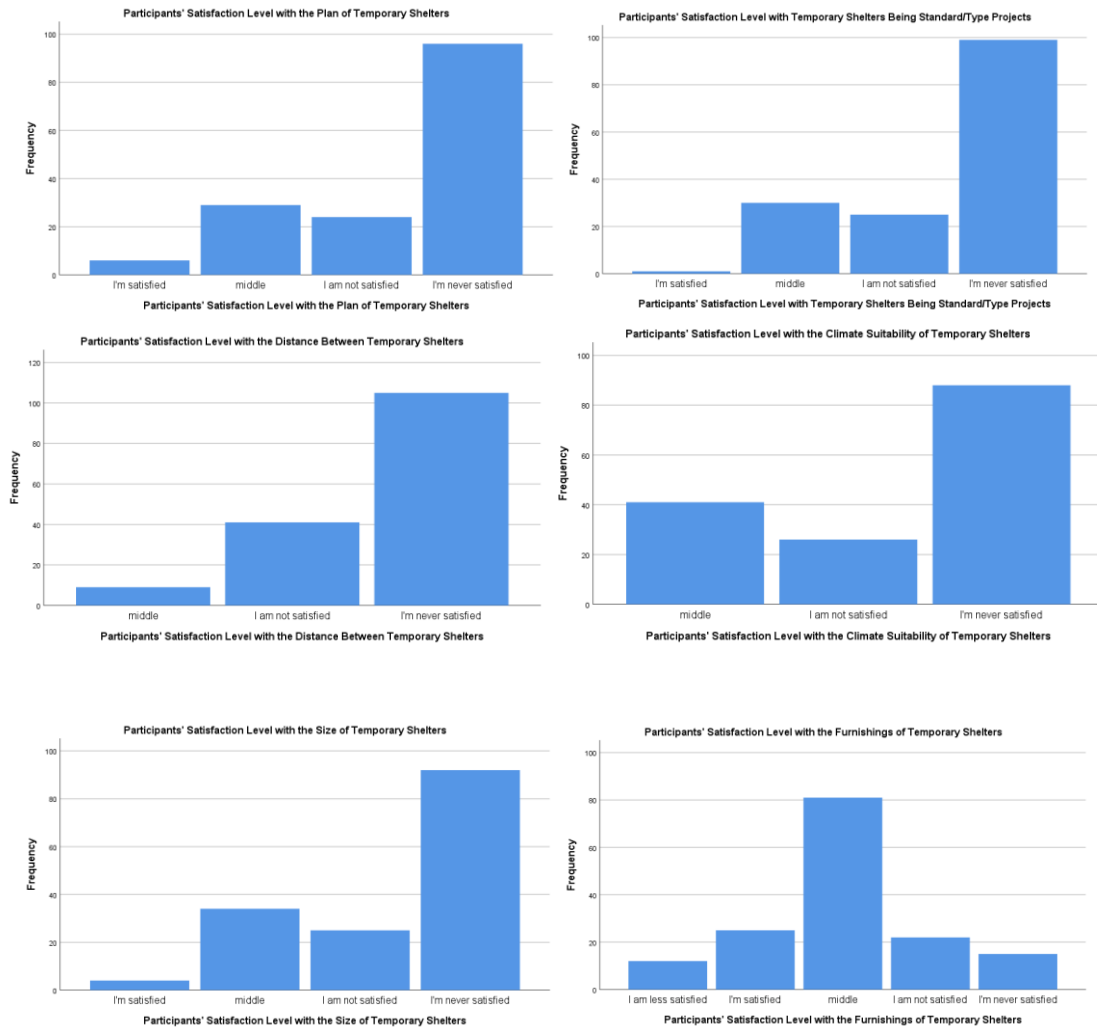 Participants' Satisfaction Level with the Plan of Temporary Shelters
Frequency
100
80
60
40
20
0
I'm satisfied middle I am not satisfied I'm never satisfied
Participants' Satisfaction Level with the Plan of Temporary Shelters
Participants' Satisfaction Level with Temporary Shelters Being Standard/Type Projects
Frequency
100
80
60
40
20
0
I'm satisfied middle I am not satisfied I'm never satisfied
Participants' Satisfaction Level with Temporary Shelters Being Standard/Type Projects
Participants' Satisfaction Level with the Distance Between Temporary Shelters
Frequency
120
100
80
60
40
20
0
middle I am not satisfied I'm never satisfied
Participants' Satisfaction Level with the Distance Between Temporary Shelters
Participants' Satisfaction Level with the Climate Suitability of Temporary Shelters
Frequency
100
80
60
40
20
0
middle I am not satisfied I'm never satisfied
Participants' Satisfaction Level with the Climate Suitability of Temporary Shelters
Participants' Satisfaction Level with the Size of Temporary Shelters
Frequency
100
80
60
40
20
0
I'm satisfied middle I am not satisfied I'm never satisfied
Participants' Satisfaction Level with the Size of Temporary Shelters
Participants' Satisfaction Level with the Furnishings of Temporary Shelters
Frequency
100
80
60
40
20
0
I am less satisfied I'm satisfied middle I am not satisfied I'm never satisfied
Participants' Satisfaction Level with the Furnishings of Temporary Shelters